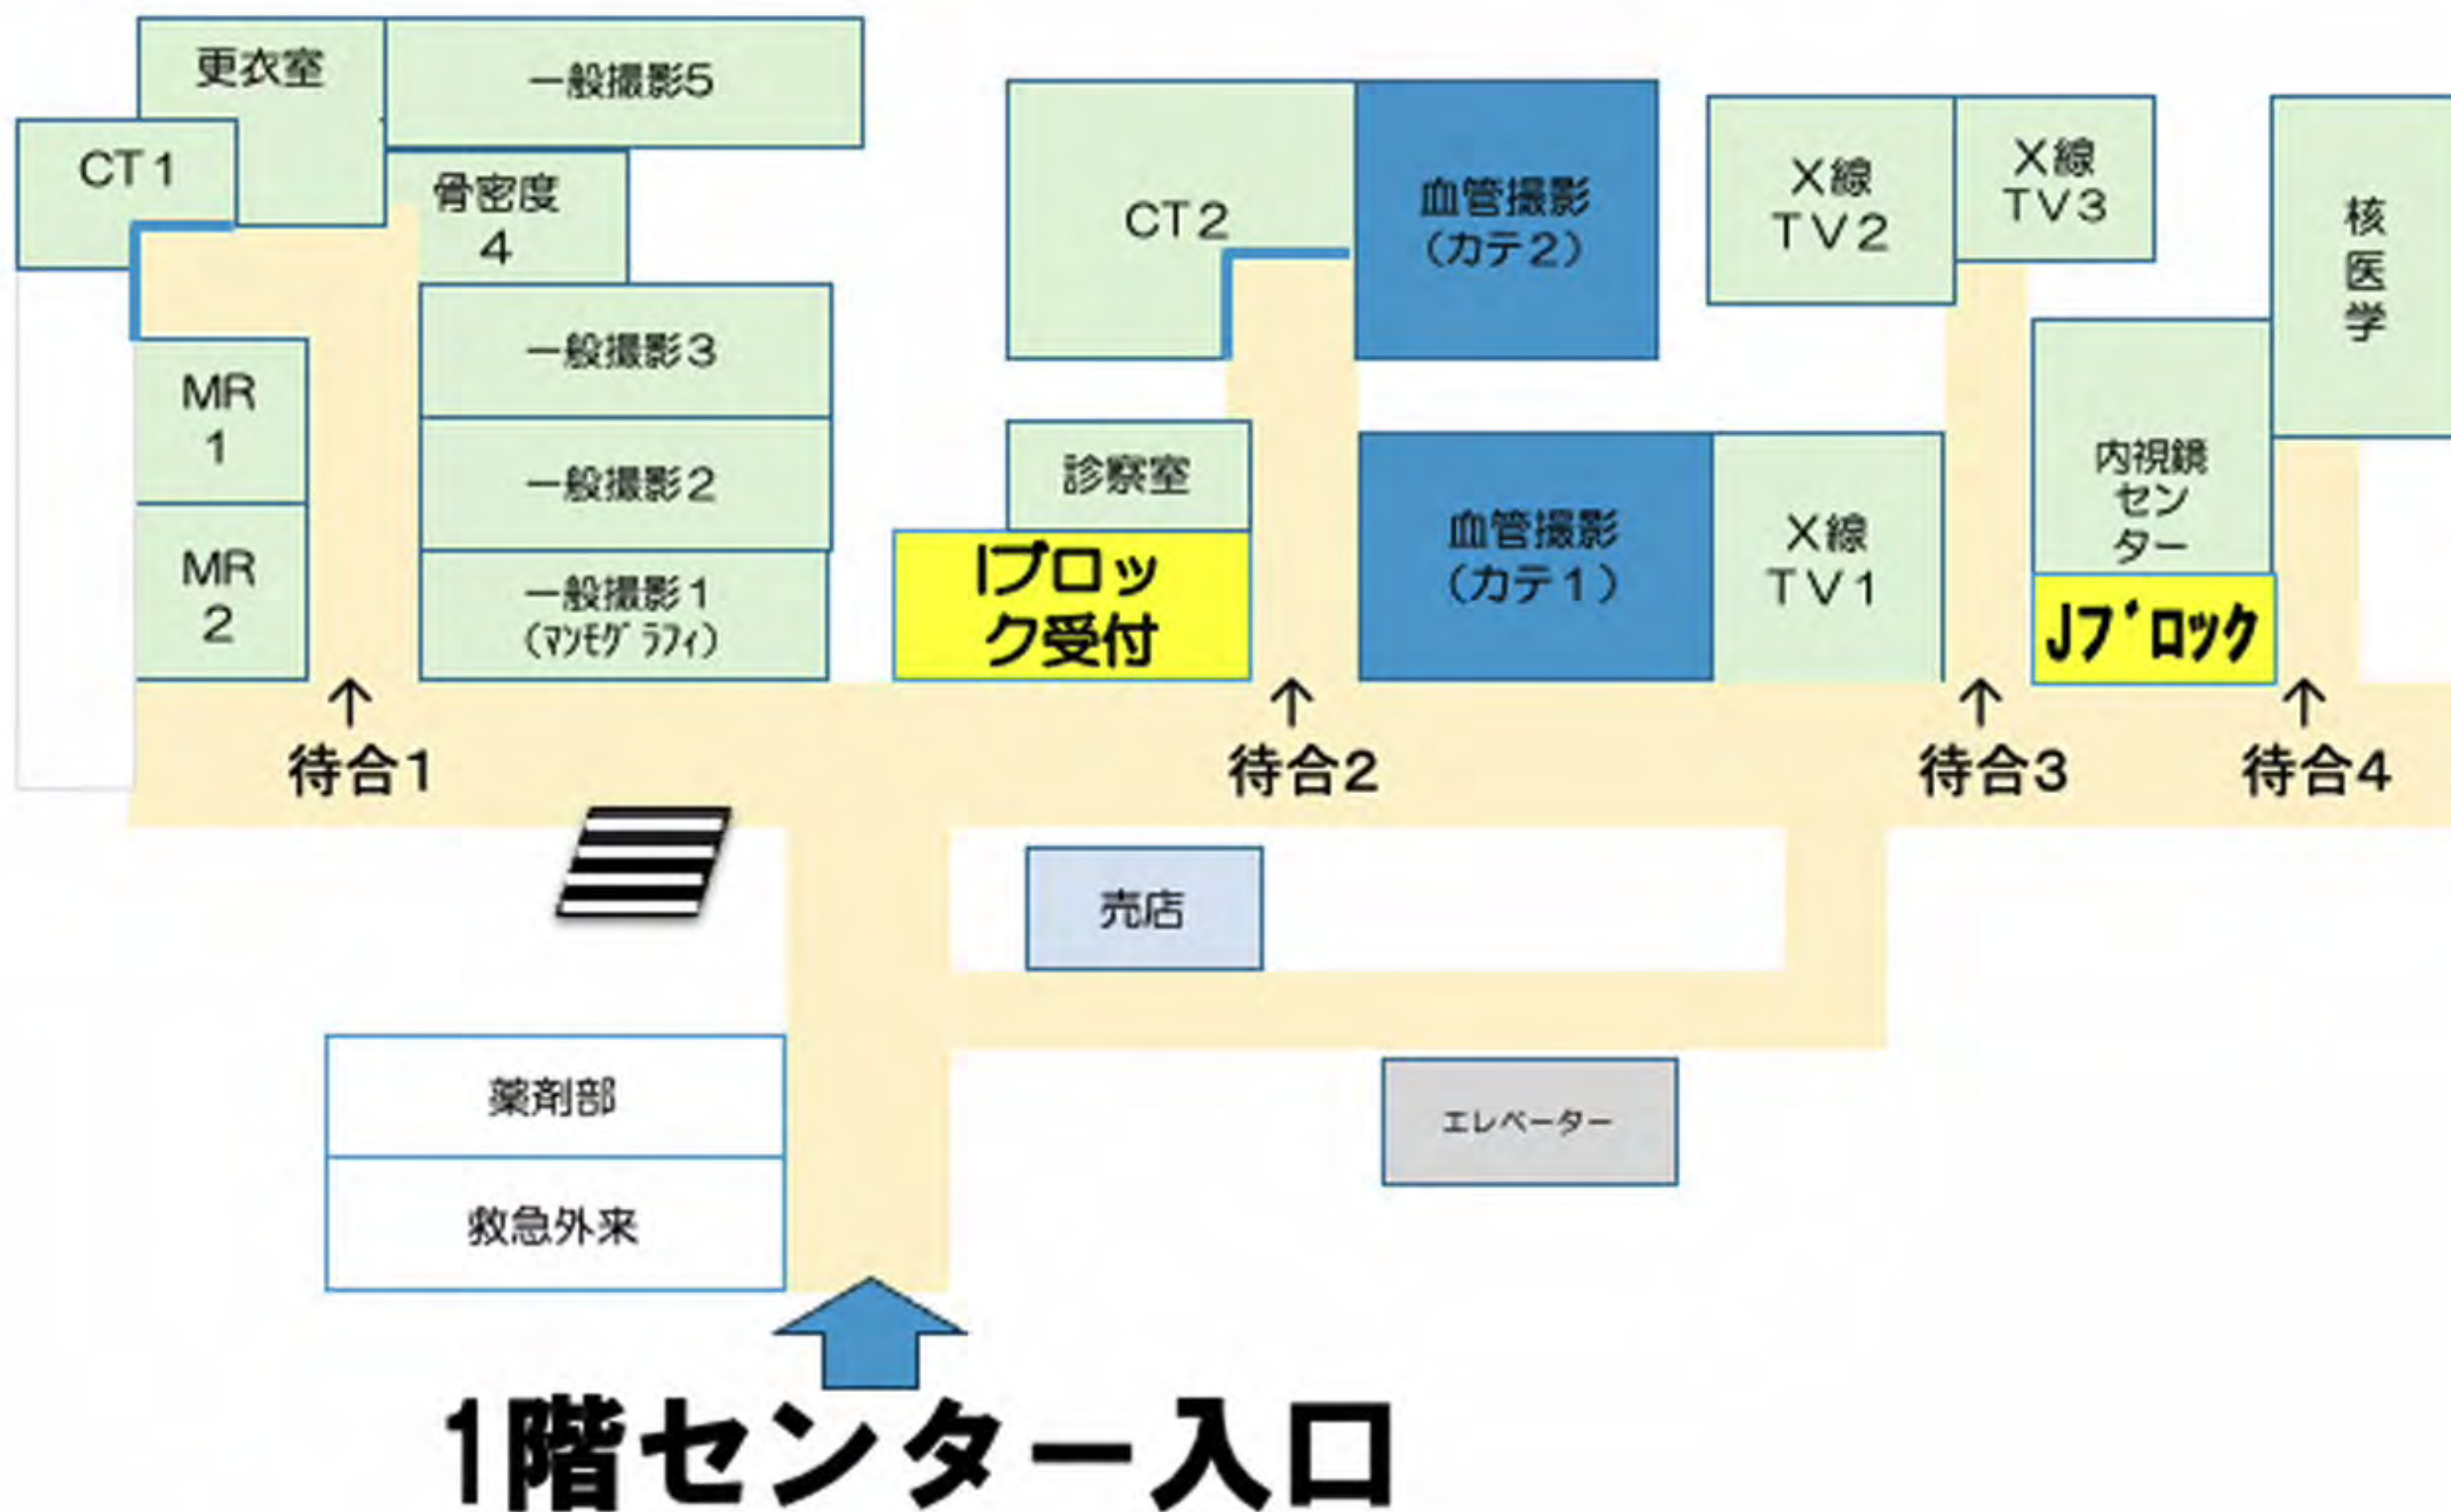 更衣室
一般撮影5
CT1
骨密度
4
CT2
血管撮影
（カテ2）
X線
TV2
X線
TV3
核
医
学
一般撮影3
MR
1
一般撮影2
診察室
内視鏡
セン
ター
MR
2
一般撮影1
（ﾏﾝﾓｸﾞﾗﾌｨ）
Iブロッ
ク受付
血管撮影
（カテ1）
X線
TV1
Jﾌﾞﾛｯｸ
↑
待合1
↑
待合2
↑
待合3
↑
待合4
売店
薬剤部
エレベーター
救急外来
1階センター入口